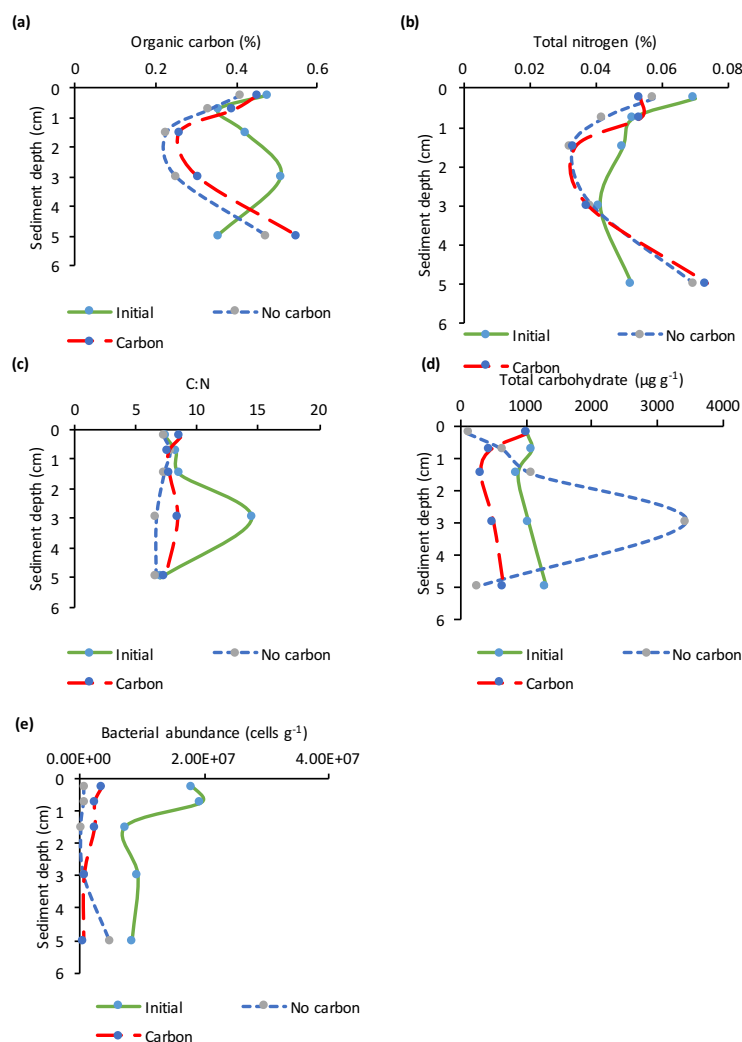 (a)
Organic carbon (%)
0 0.2 0.4 0.6
0
1
2
3
4
5
6
Sediment depth (cm)
Initial No carbon
Carbon
(b)
Total nitrogen (%)
0 0.02 0.04 0.06 0.08
0
1
2
3
4
5
6
Sediment depth (cm)
Initial No carbon
Carbon
(c)
C:N
0 5 10 15 20
0
1
2
3
4
5
6
Sediment depth (cm)
Initial No carbon
Carbon
(d)
Total carbohydrate (µg g⁻¹)
0 1000 2000 3000 4000
0
1
2
3
4
5
6
Sediment depth (cm)
Initial No carbon
Carbon
(e)
Bacterial abundance (cells g⁻¹)
0.00E+00 2.00E+07 4.00E+07
0
1
2
3
4
5
6
Sediment depth (cm)
Initial No carbon
Carbon